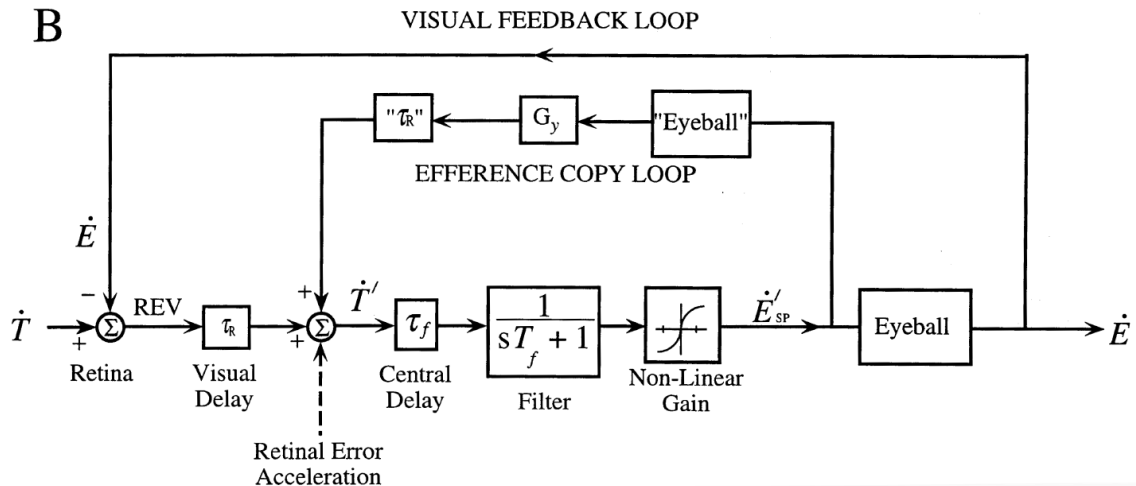 B
VISUAL FEEDBACK LOOP
"τR"
Gy
"Eyeball"
EFFERENCE COPY LOOP
Ė
−
+
Ṫ
+
Σ
REV
τR
+
Σ
Ṫ′
τf
1
sTf + 1
Ė′SP
Eyeball
Ė
Retina
Visual
Delay
Central
Delay
Filter
Non-Linear
Gain
Retinal Error
Acceleration